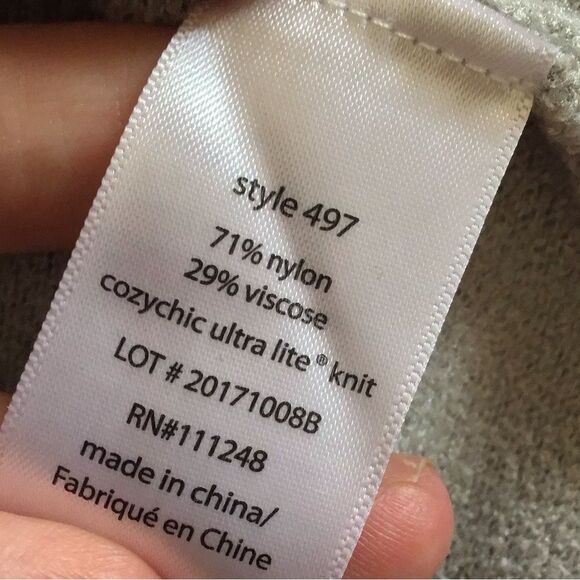 style 497
71% nylon
29% viscose
cozychic ultra lite® knit
LOT # 20171008B
RN#111248
made in china/
Fabriqué en Chine